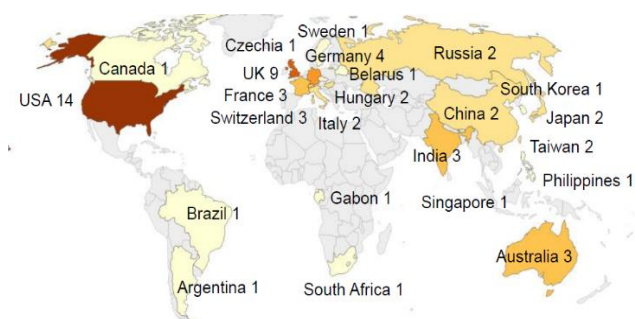 Sweden 1
Czechia 1
Germany 4
Russia 2
Canada 1
UK 9
Belarus 1
South Korea 1
USA 14
France 3
Hungary 2
China 2
Japan 2
Switzerland 3
Italy 2
Taiwan 2
India 3
Philippines 1
Gabon 1
Singapore 1
Brazil 1
Australia 3
Argentina 1
South Africa 1